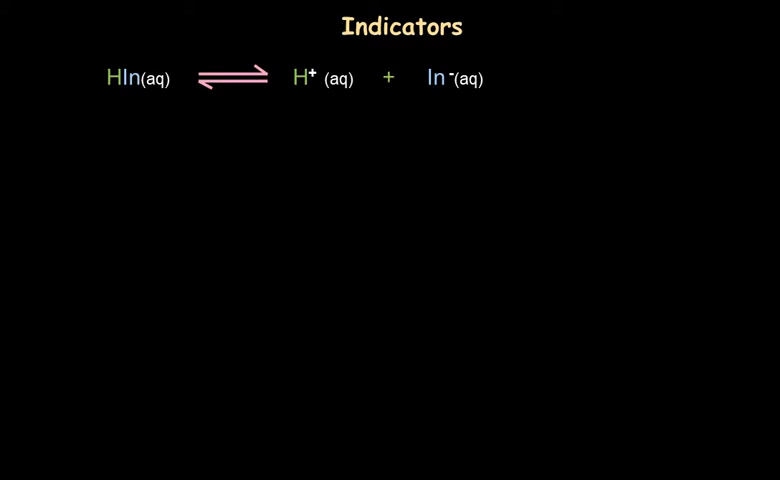 Indicators
HIn(aq) ⇌ H⁺ (aq) + In⁻(aq)